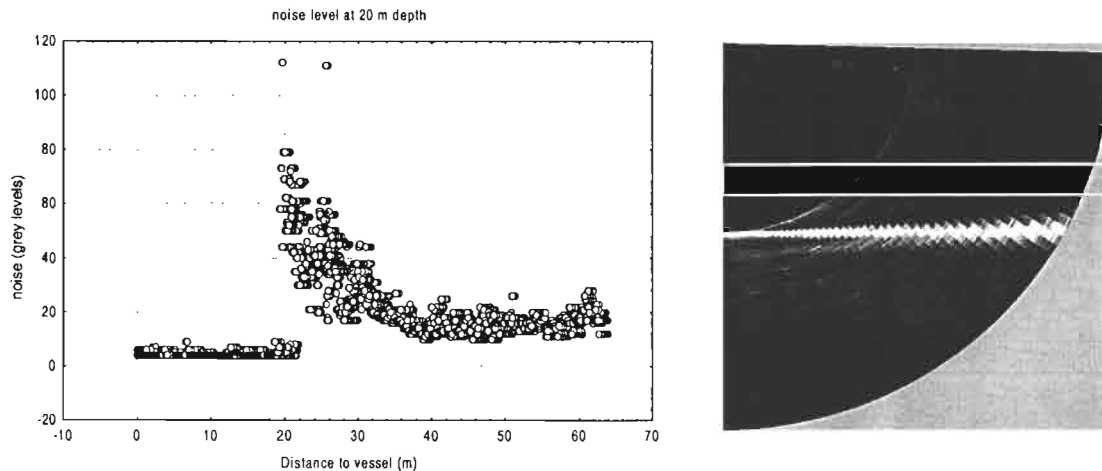 noise level at 20 m depth
120
100
80
60
40
20
0
-20
noise (grey levels)
-10 0 10 20 30 40 50 60 70
Distance to vessel (m)